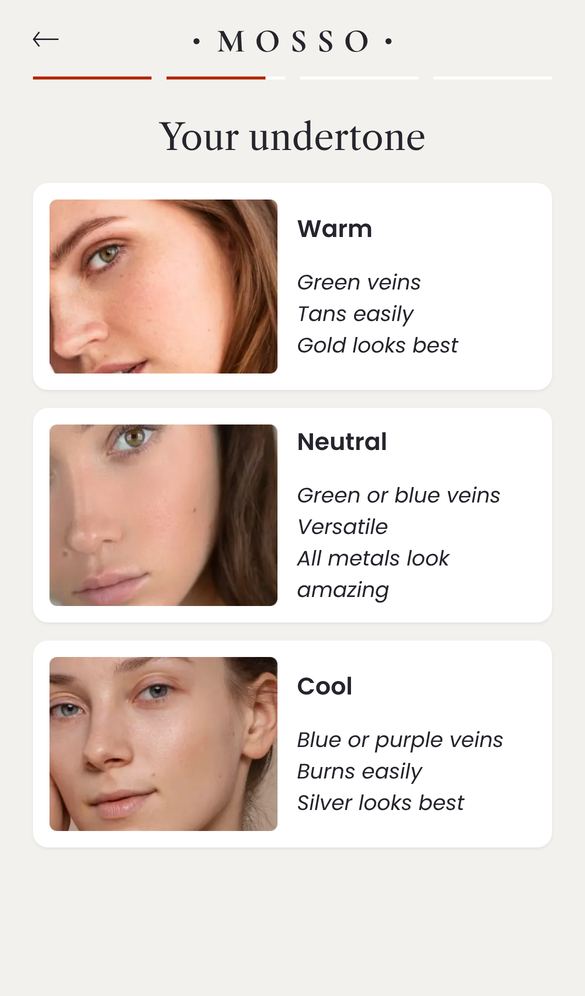 • MOSSO •
Your undertone
Warm
Green veins
Tans easily
Gold looks best
Neutral
Green or blue veins
Versatile
All metals look
amazing
Cool
Blue or purple veins
Burns easily
Silver looks best